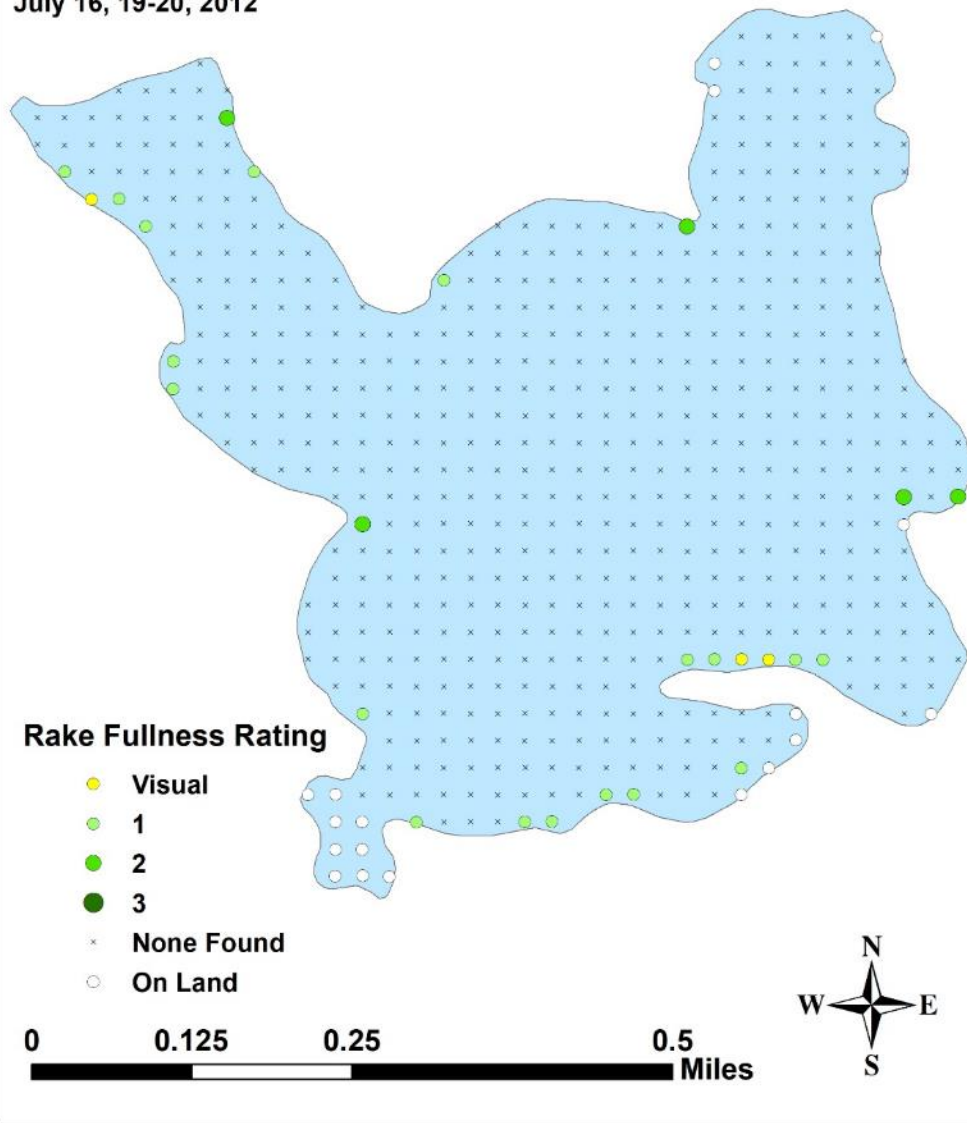 July 16, 19-20, 2012
Rake Fullness Rating
Visual
1
2
3
None Found
On Land
N
W E
S
0 0.125 0.25 0.5
Miles